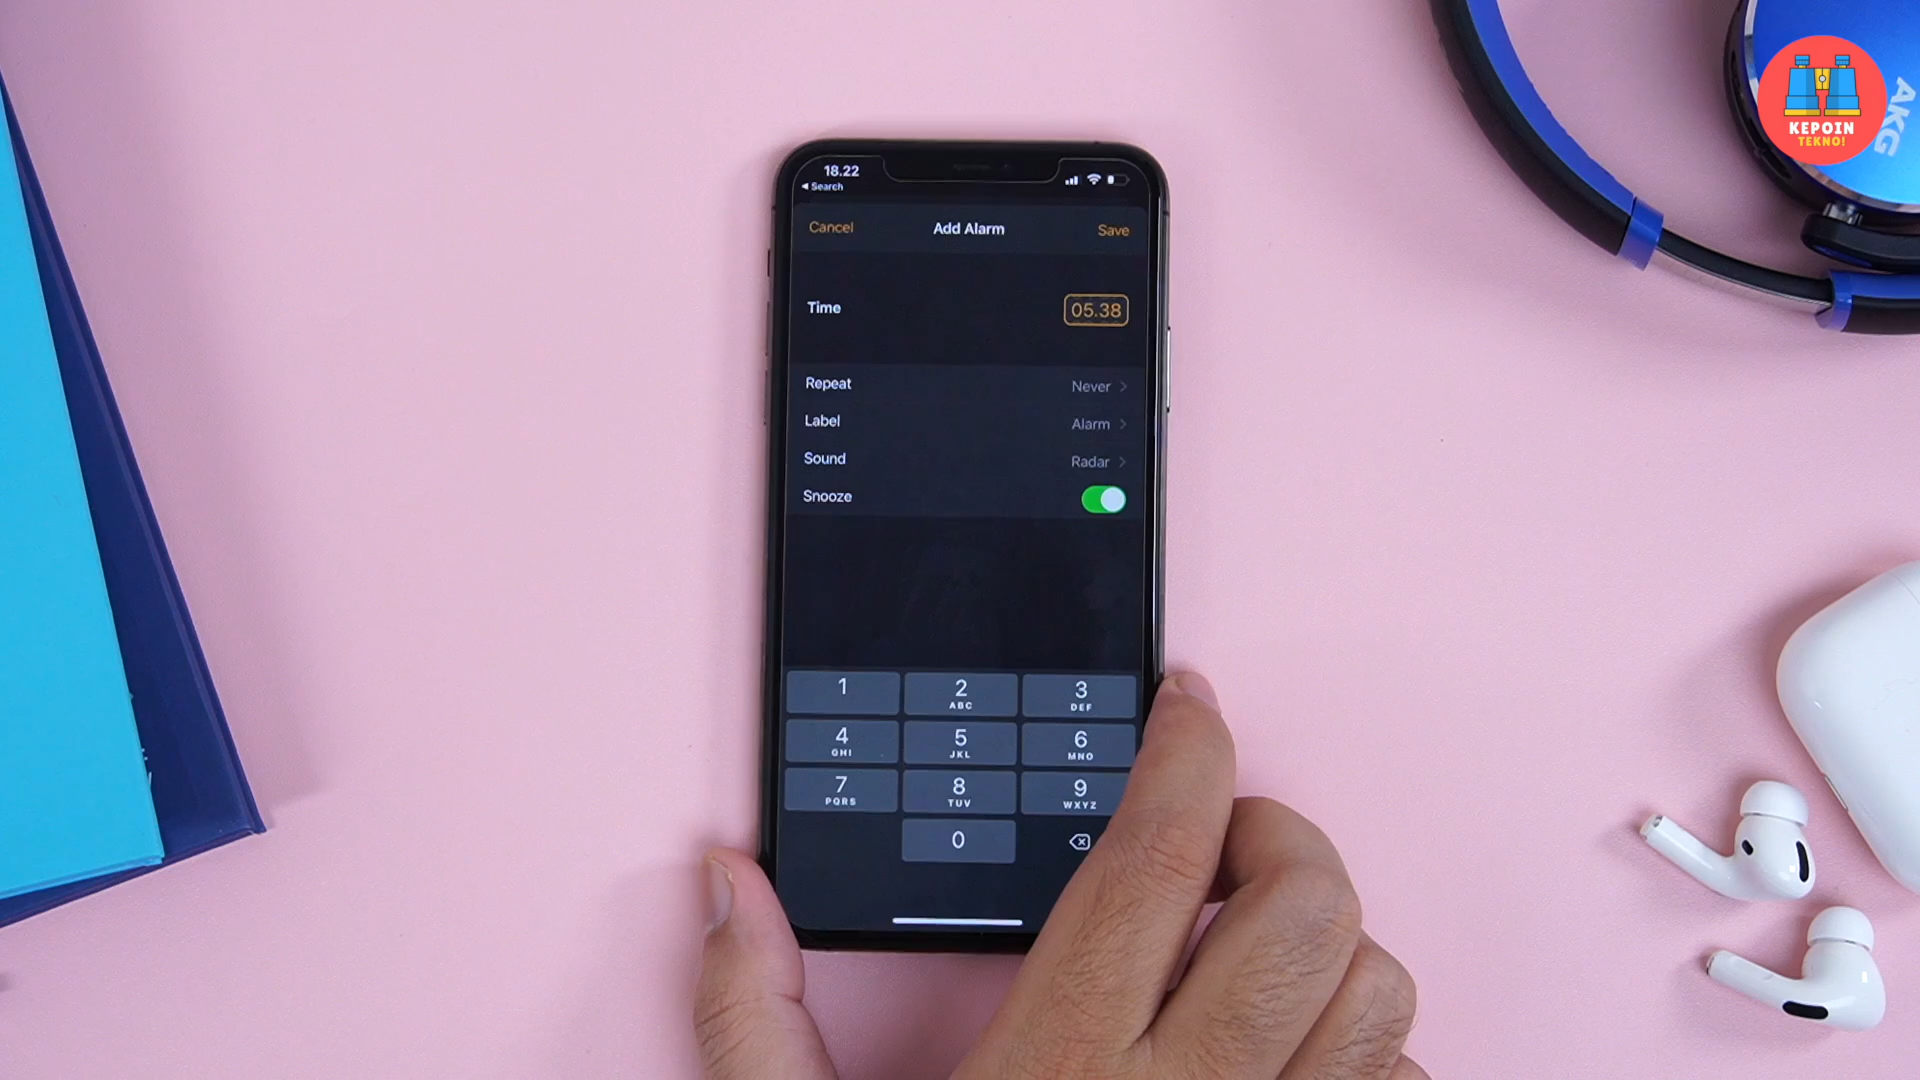 18.22
Search
Cancel Add Alarm Save
Time 05.38
Repeat Never
Label Alarm
Sound Radar
Snooze
1 2 3
ABC DEF
4 5 6
GHI JKL MNO
7 8 9
PQRS TUV WXYZ
0
AKG
KEPOIN
TEKNO!